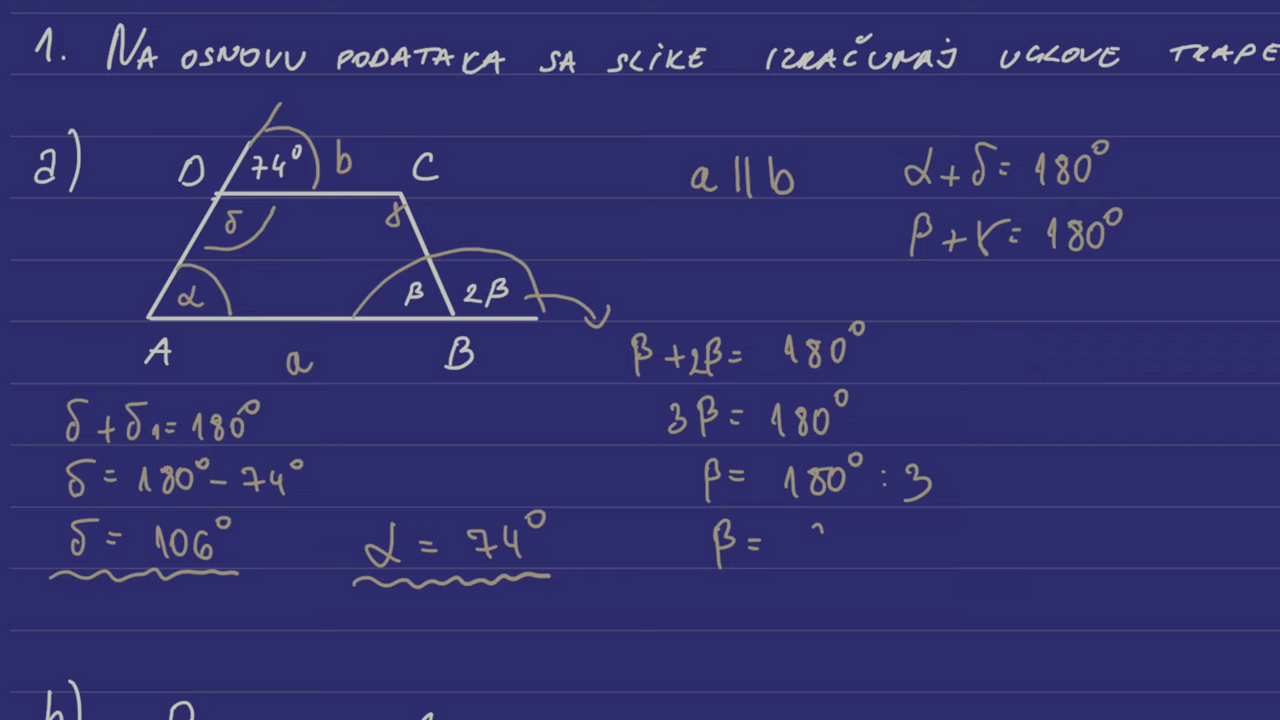 1. NA OSNOVU PODATAKA SA SLIKE IZRAČUNAJ UGLOVE TRAPE
a)
D 74° b C
δ γ
α β 2β
A a B
a || b
α + δ = 180°
β + γ = 180°
β + 2β = 180°
3β = 180°
β = 180° : 3
β =
δ + δ1 = 180°
δ = 180° - 74°
δ = 106°
α = 74°
b)